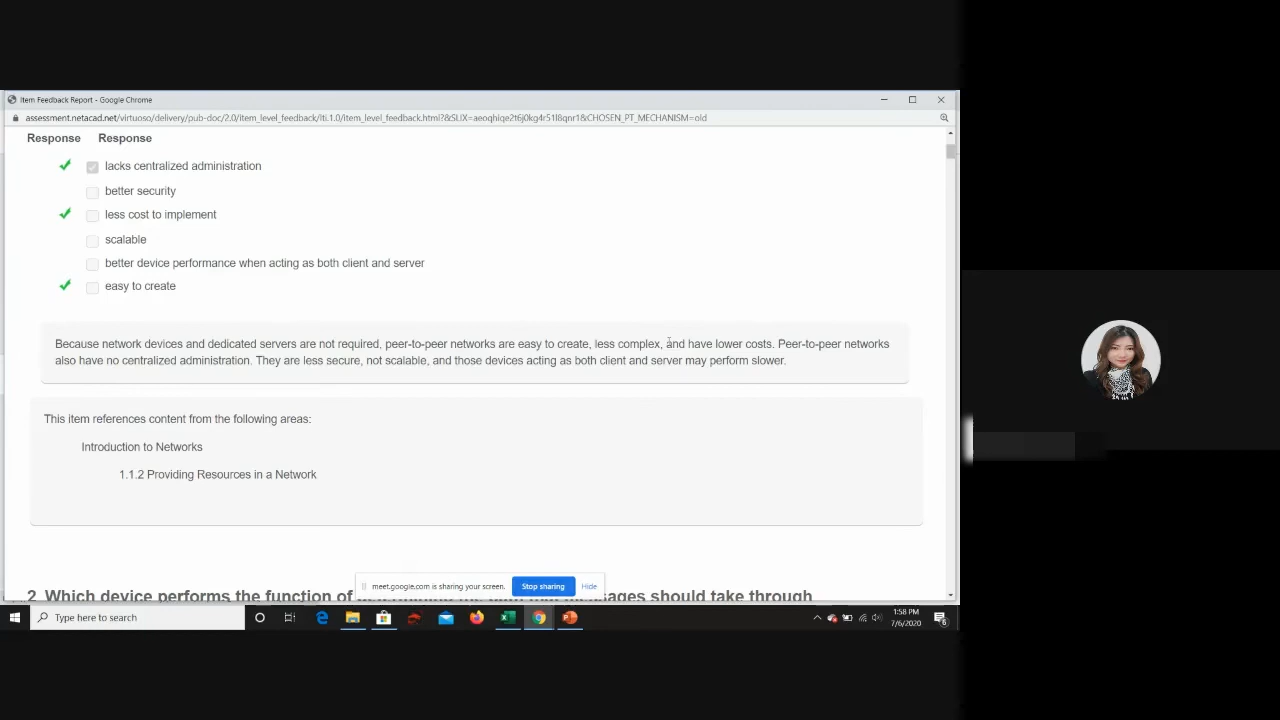 Item Feedback Report - Google Chrome
assessment.netacad.net/virtuoso/delivery/pub-doc/2.0/item_level_feedback/lti.1.0/item_level_feedback.html?&SLIX=aeoqhlqe2t6j0kg4r51l8qnr1&CHOSEN_PT_MECHANISM=old
Response Response
lacks centralized administration
better security
less cost to implement
scalable
better device performance when acting as both client and server
easy to create
Because network devices and dedicated servers are not required, peer-to-peer networks are easy to create, less complex, and have lower costs. Peer-to-peer networks
also have no centralized administration. They are less secure, not scalable, and those devices acting as both client and server may perform slower.
This item references content from the following areas:
Introduction to Networks
1.1.2 Providing Resources in a Network
2 Which device performs the function of should take through
meet.google.com is sharing your screen. Stop sharing Hide
Type here to search
1:58 PM
7/6/2020
6